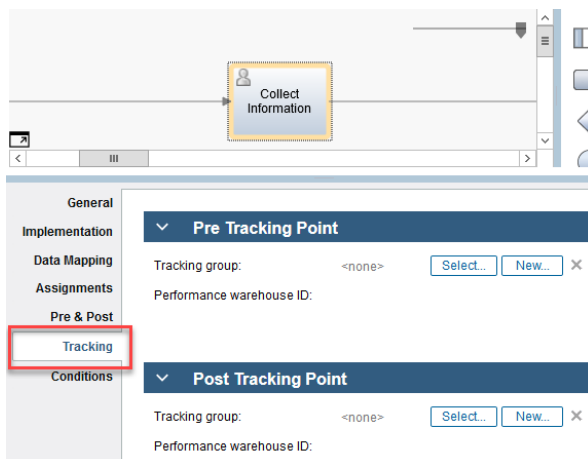 Collect
Information
General
Implementation
Data Mapping
Assignments
Pre & Post
Tracking
Conditions
Pre Tracking Point
Tracking group: <none> Select... New...
Performance warehouse ID:
Post Tracking Point
Tracking group: <none> Select... New...
Performance warehouse ID: